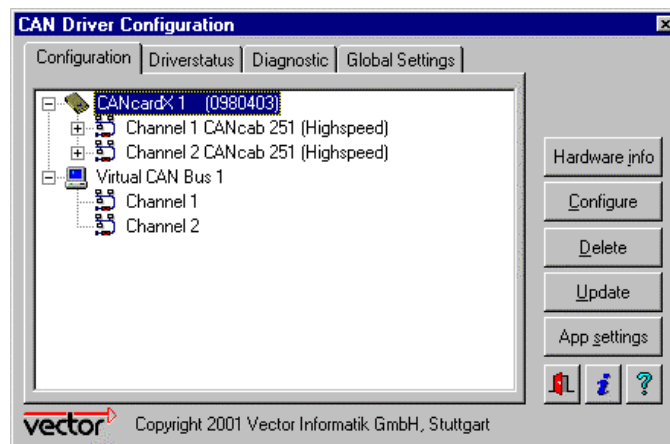 CAN Driver Configuration
Configuration Driverstatus Diagnostic Global Settings
CANcardX 1 (0980403)
Channel 1 CANcab 251 (Highspeed)
Channel 2 CANcab 251 (Highspeed)
Virtual CAN Bus 1
Channel 1
Channel 2
Hardware info
Configure
Delete
Update
App settings
vector Copyright 2001 Vector Informatik GmbH, Stuttgart